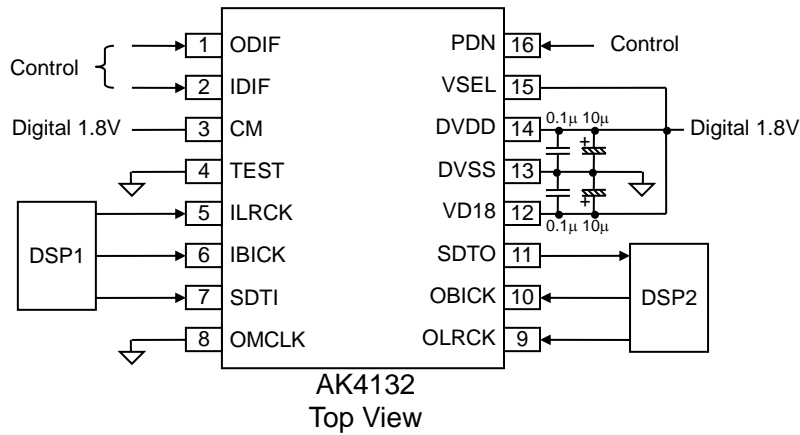 1 ODIF PDN 16 Control
Control
2 IDIF VSEL 15
0.1μ 10μ
Digital 1.8V 3 CM DVDD 14 + Digital 1.8V
4 TEST DVSS 13
DSP1 5 ILRCK VD18 12 +
0.1μ 10μ
6 IBICK SDTO 11
7 SDTI OBICK 10 DSP2
8 OMCLK OLRCK 9
AK4132
Top View